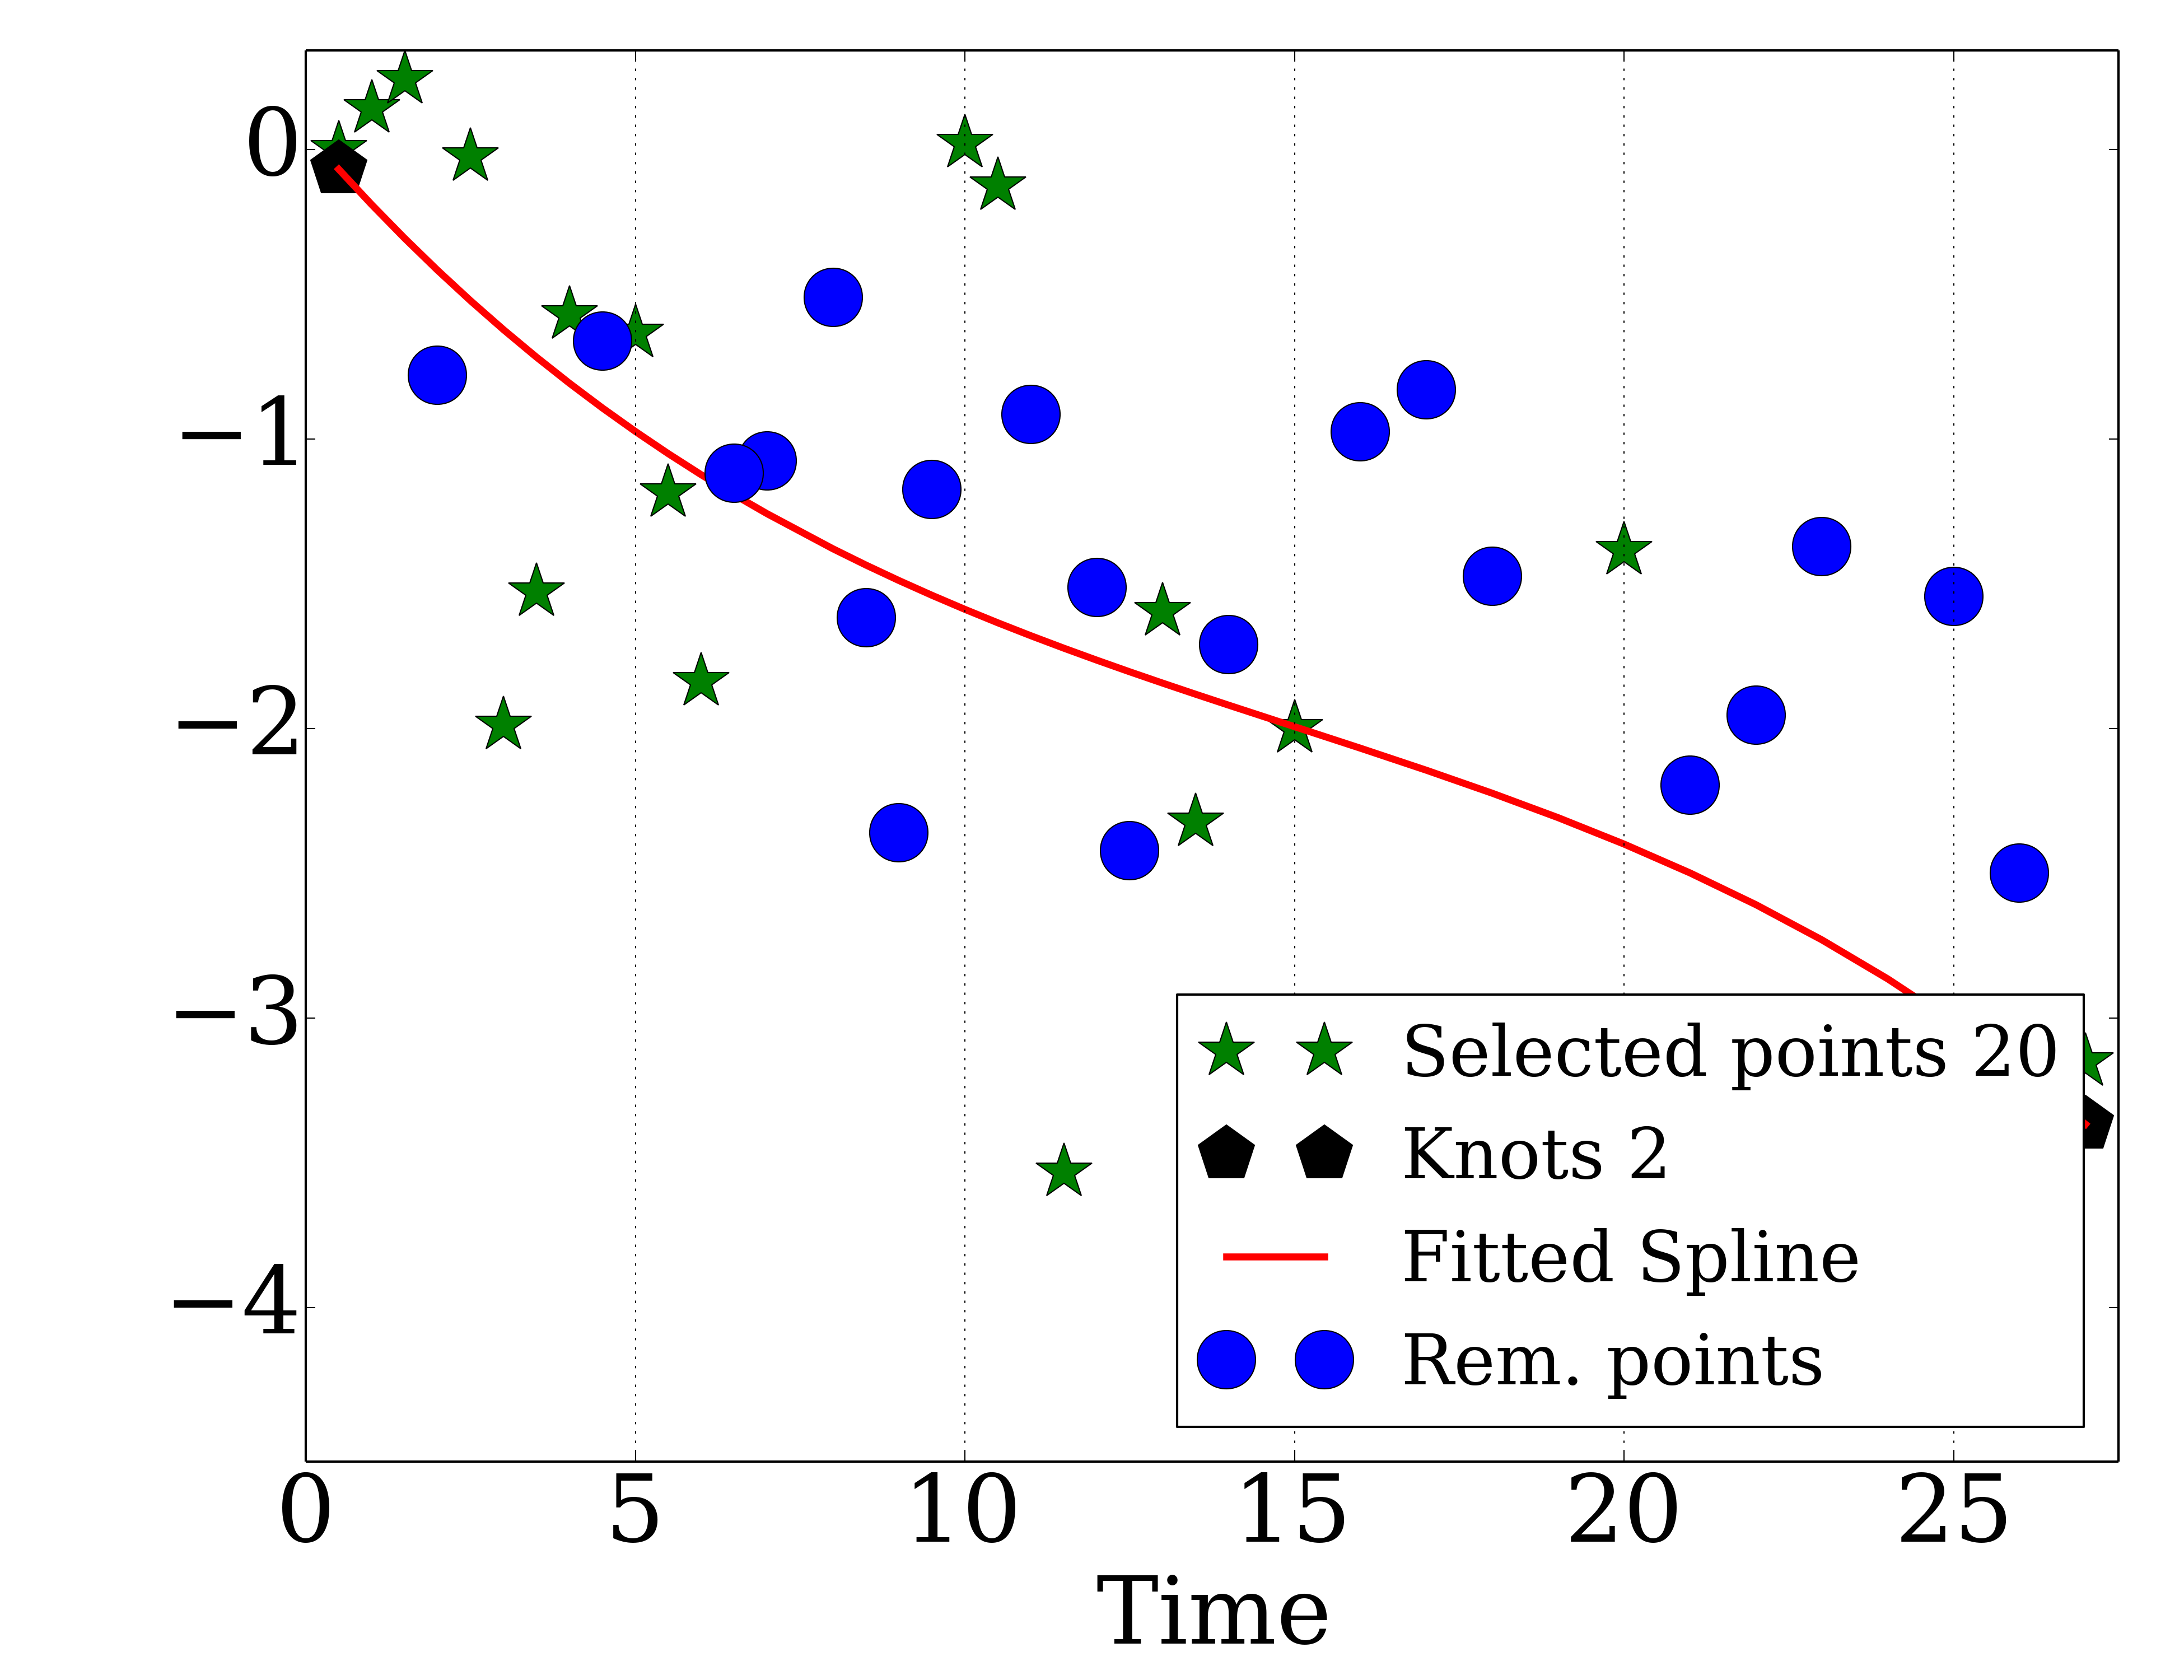 0
−1
−2
−3
−4
Selected points 20
Knots 2
Fitted Spline
Rem. points
0 5 10 15 20 25
Time